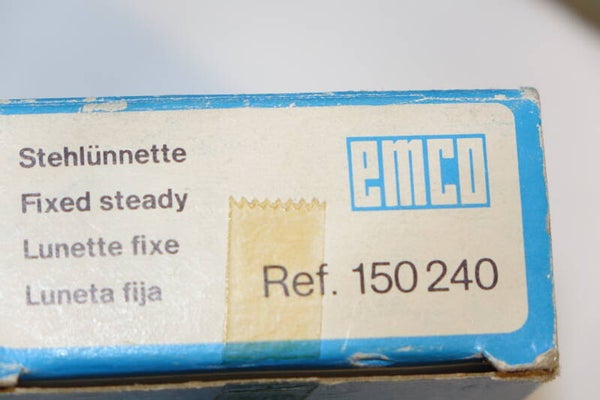 Stehlünnette
Fixed steady
Lunette fixe
Luneta fija
emco
Ref. 150 240